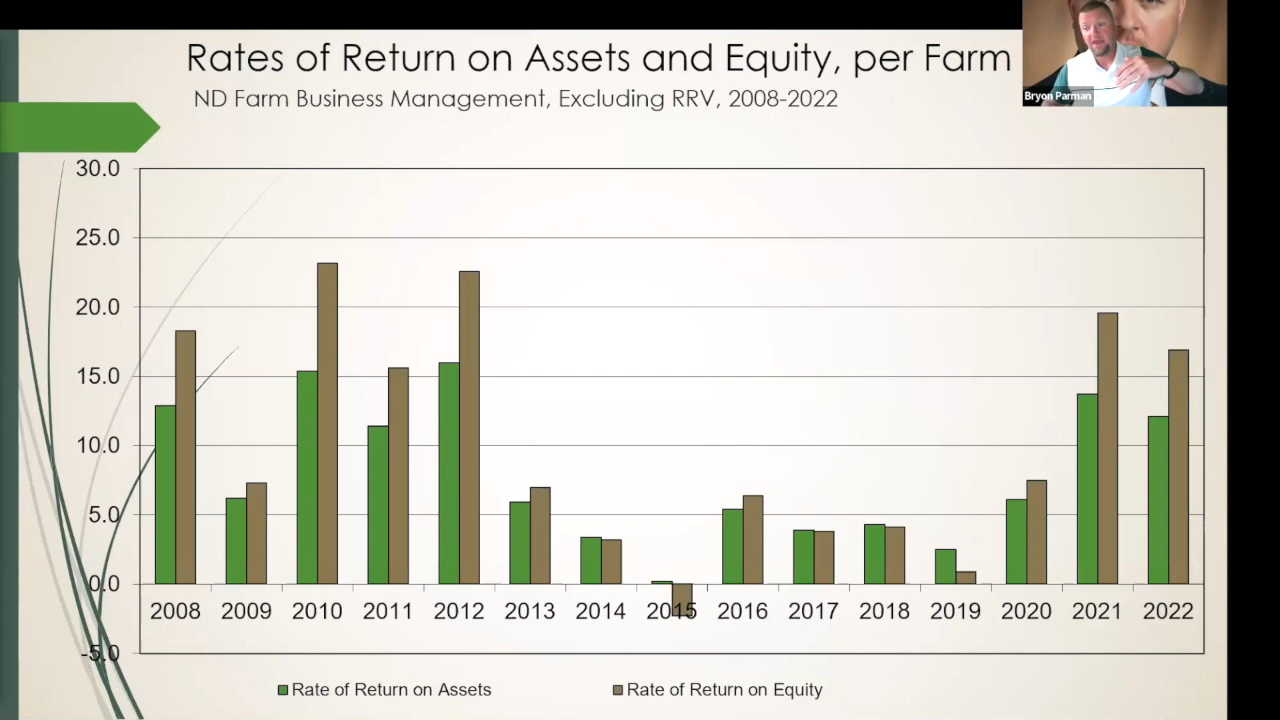 Rates of Return on Assets and Equity, per Farm
ND Farm Business Management, Excluding RRV, 2008-2022
Bryon Parman
30.0
25.0
20.0
15.0
10.0
5.0
0.0
2008 2009 2010 2011 2012 2013 2014 2015 2016 2017 2018 2019 2020 2021 2022
-5.0
Rate of Return on Assets Rate of Return on Equity